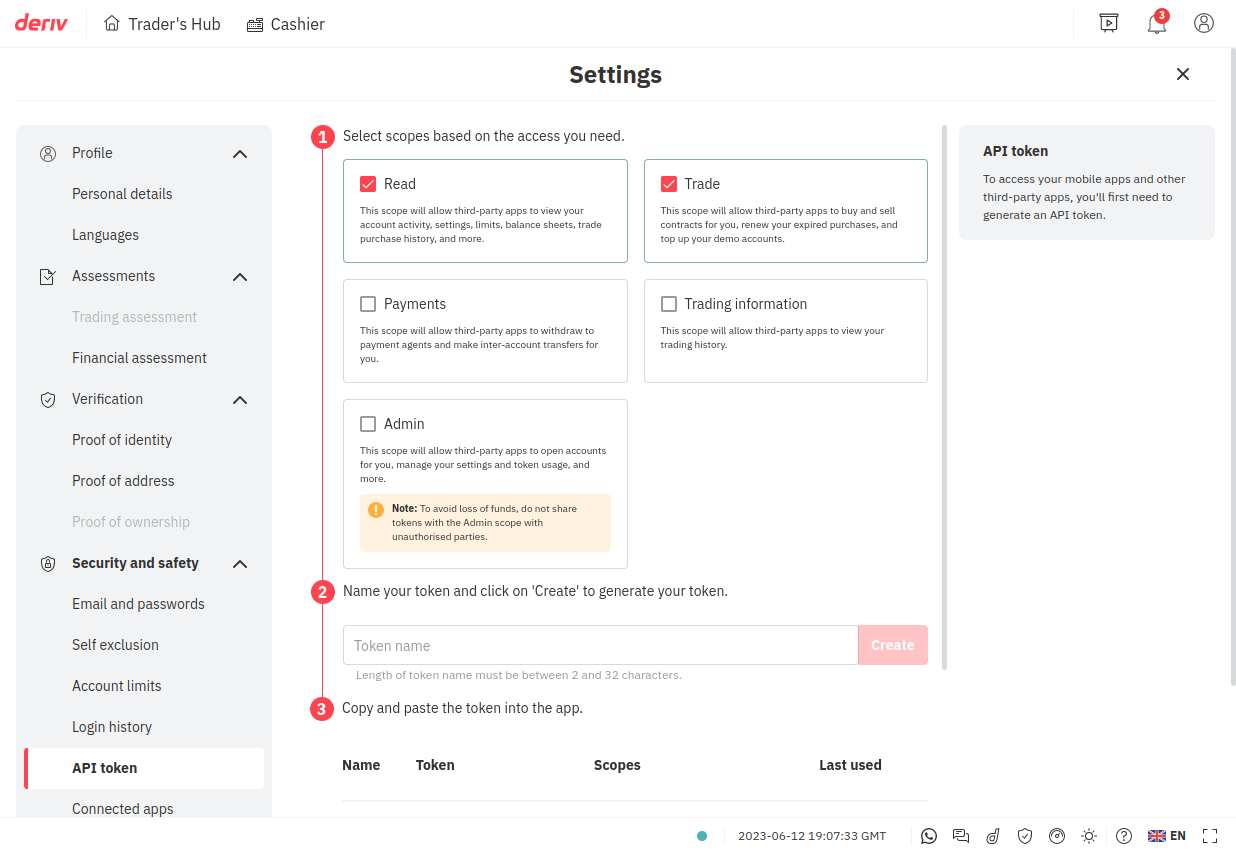 deriv
Trader's Hub
Cashier
3
Settings
Profile
Personal details
Languages
Assessments
Trading assessment
Financial assessment
Verification
Proof of identity
Proof of address
Proof of ownership
Security and safety
Email and passwords
Self exclusion
Account limits
Login history
API token
Connected apps
1
Select scopes based on the access you need.
Read
This scope will allow third-party apps to view your
account activity, settings, limits, balance sheets, trade
purchase history, and more.
Trade
This scope will allow third-party apps to buy and sell
contracts for you, renew your expired purchases, and
top up your demo accounts.
Payments
This scope will allow third-party apps to withdraw to
payment agents and make inter-account transfers for
you.
Trading information
This scope will allow third-party apps to view your
trading history.
Admin
This scope will allow third-party apps to open accounts
for you, manage your settings and token usage, and
more.
Note: To avoid loss of funds, do not share
tokens with the Admin scope with
unauthorised parties.
2
Name your token and click on 'Create' to generate your token.
Token name
Create
Length of token name must be between 2 and 32 characters.
3
Copy and paste the token into the app.
Name Token Scopes Last used
API token
To access your mobile apps and other
third-party apps, you'll first need to
generate an API token.
2023-06-12 19:07:33 GMT
EN